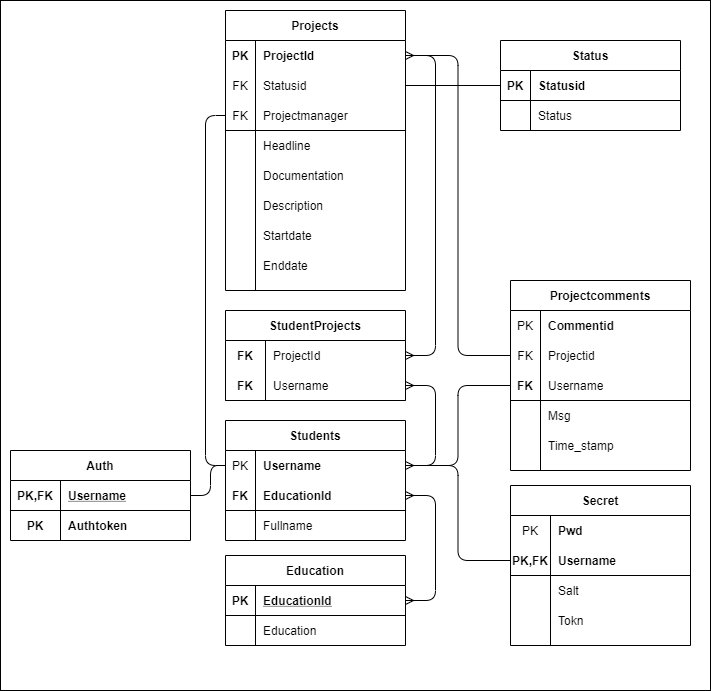 Projects
PK ProjectId
FK Statusid
FK Projectmanager
Headline
Documentation
Description
Startdate
Enddate
Status
PK Statusid
Status
StudentProjects
FK ProjectId
FK Username
Projectcomments
PK Commentid
FK Projectid
FK Username
Msg
Time_stamp
Students
PK Username
FK EducationId
Fullname
Auth
PK,FK Username
PK Authtoken
Secret
PK Pwd
PK,FK Username
Salt
Tokn
Education
PK EducationId
Education